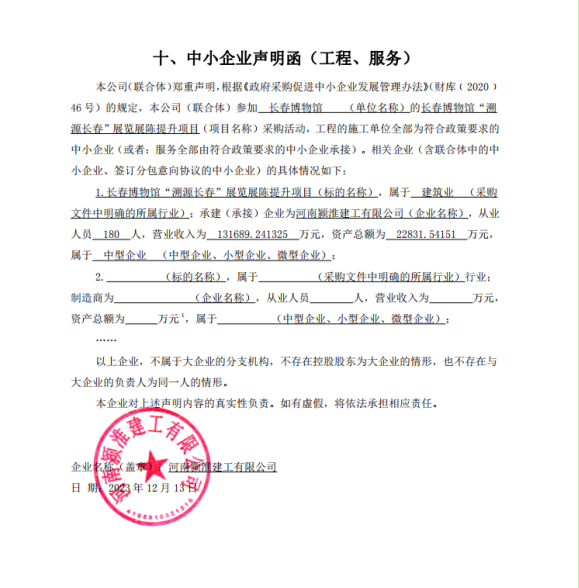 十、中小企业声明函（工程、服务）
本公司（联合体）郑重声明，根据《政府采购促进中小企业发展管理办法》（财库﹝2020﹞
46 号）的规定，本公司（联合体）参加 长春博物馆 （单位名称）的长春博物馆“溯
源长春”展览展陈提升项目（项目名称）采购活动，工程的施工单位全部为符合政策要求的
中小企业（或者：服务全部由符合政策要求的中小企业承接）。相关企业（含联合体中的中
小企业、签订分包意向协议的中小企业）的具体情况如下：
1.长春博物馆“溯源长春”展览展陈提升项目（标的名称），属于 建筑业 （采购
文件中明确的所属行业）；承建（承接）企业为河南颍淮建工有限公司（企业名称），从业
人员 180 人，营业收入为 131689.241325 万元，资产总额为 22831.54151 万元，
属于 中型企业 （中型企业、小型企业、微型企业）；
2. （标的名称），属于 （采购文件中明确的所属行业）行业；
制造商为 （企业名称），从业人员 人，营业收入为 万元，
资产总额为 万元1，属于 （中型企业、小型企业、微型企业）；
……
以上企业，不属于大企业的分支机构，不存在控股股东为大企业的情形，也不存在与
大企业的负责人为同一人的情形。
本企业对上述声明内容的真实性负责。如有虚假，将依法承担相应责任。
河南颍淮建工有限公司
企业名称（盖章）：河南颍淮建工有限公司
日 期：2023 年 12 月 13 日